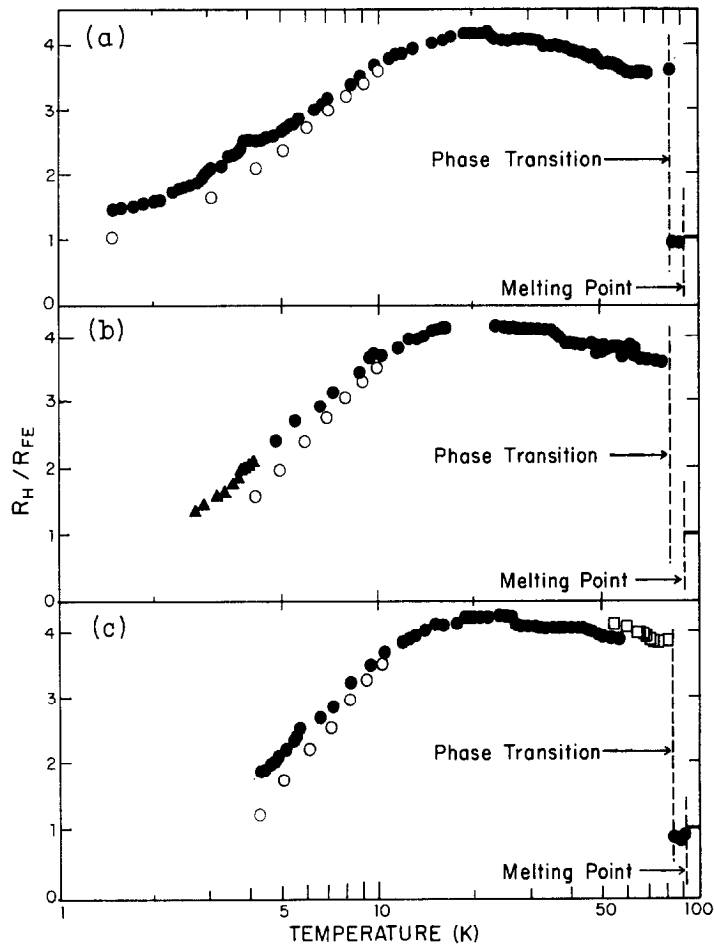 (a)
4
3
2
1
0
Phase Transition
Melting Point
(b)
4
3
2
1
0
Phase Transition
Melting Point
R_H / R_FE
(c)
4
3
2
1
0
Phase Transition
Melting Point
1 5 10 50 100
TEMPERATURE (K)